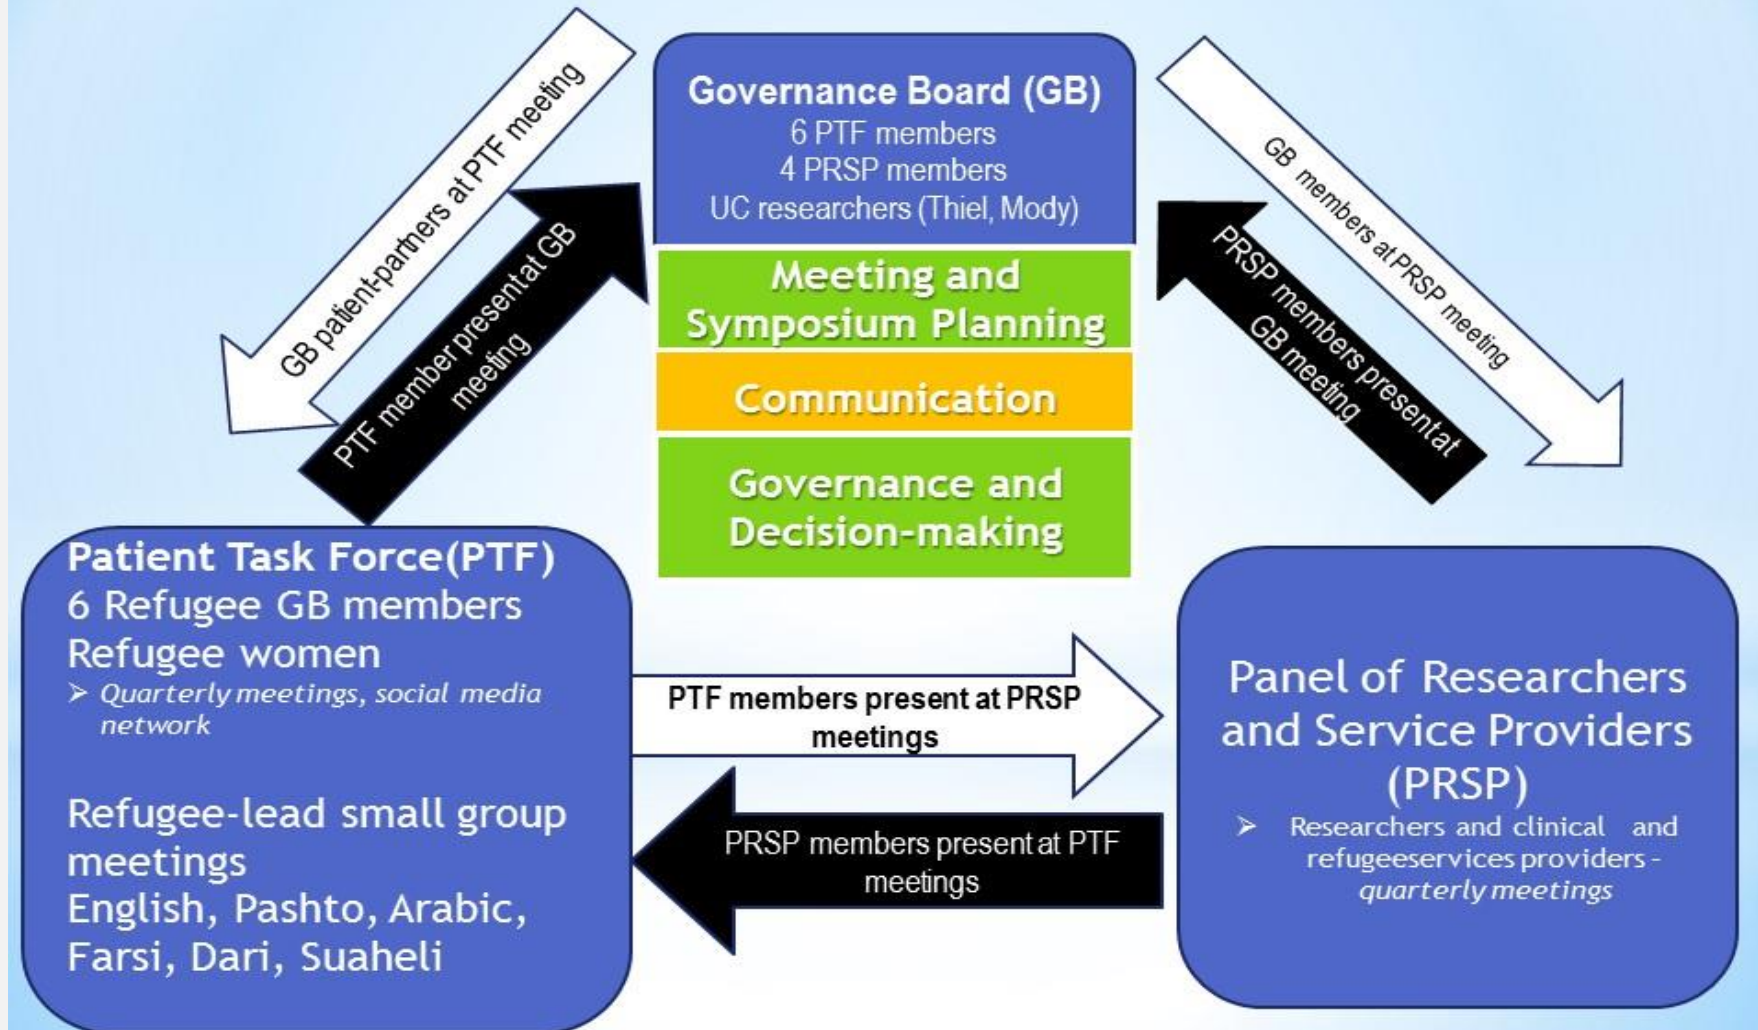 Governance Board (GB)
6 PTF members
4 PRSP members
UC researchers (Thiel, Mody)
Meeting and
Symposium Planning
Communication
Governance and
Decision-making
GB patient-partners at PTF meeting
PTF member present at GB
meeting
GB members at PRSP meeting
PRSP members present at
GB meeting
Patient Task Force(PTF)
6 Refugee GB members
Refugee women
➢ Quarterly meetings, social media
network
Refugee-lead small group
meetings
English, Pashto, Arabic,
Farsi, Dari, Suaheli
PTF members present at PRSP
meetings
PRSP members present at PTF
meetings
Panel of Researchers
and Service Providers
(PRSP)
➢ Researchers and clinical and
refugeeservices providers –
quarterly meetings